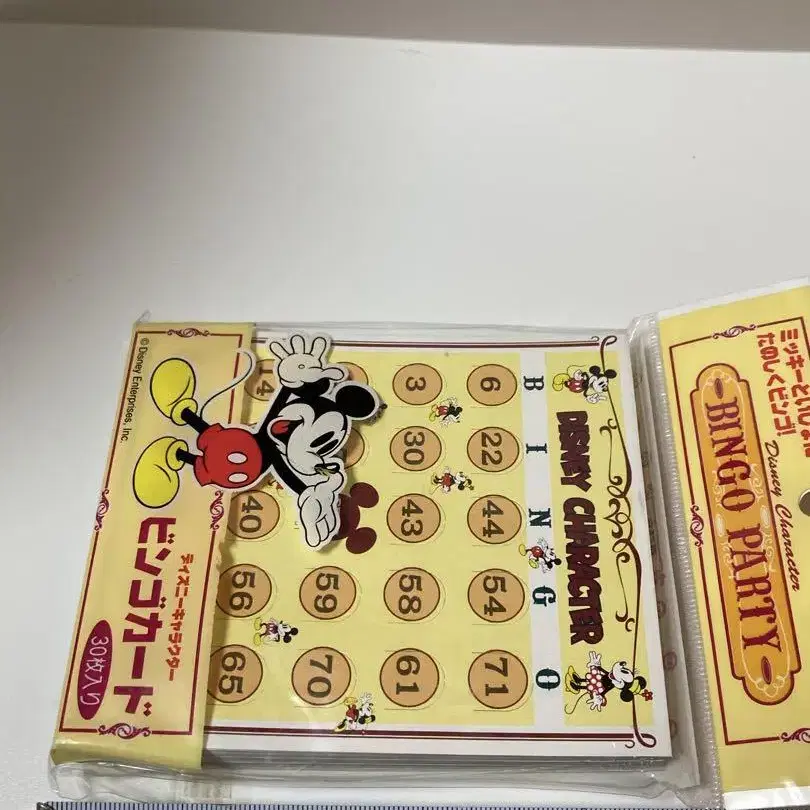 ミッキーといっしょに
たのしくビンゴ!
Disney Character
BINGO PARTY
DISNEY CHARACTER
B I N G O
6 22 44 54 71
3 30 43 58 61
59 70
14 40 56 65
ディズニーキャラクター
ビンゴカード
30枚入り
© Disney Enterprises, Inc.